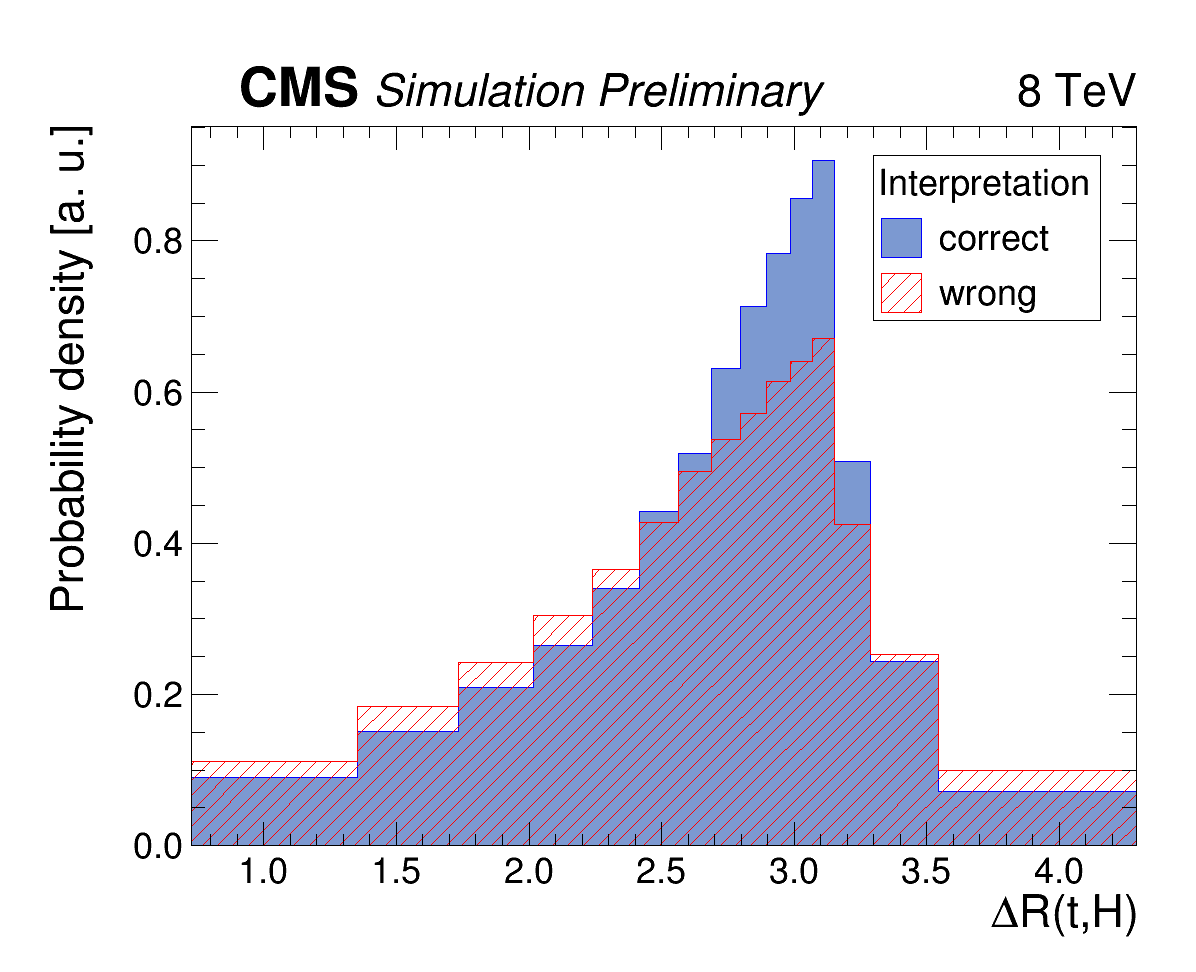 CMS Simulation Preliminary 8 TeV
Probability density [a. u.]
Interpretation
correct
wrong
0.8
0.6
0.4
0.2
0.0
1.0 1.5 2.0 2.5 3.0 3.5 4.0
ΔR(t,H)